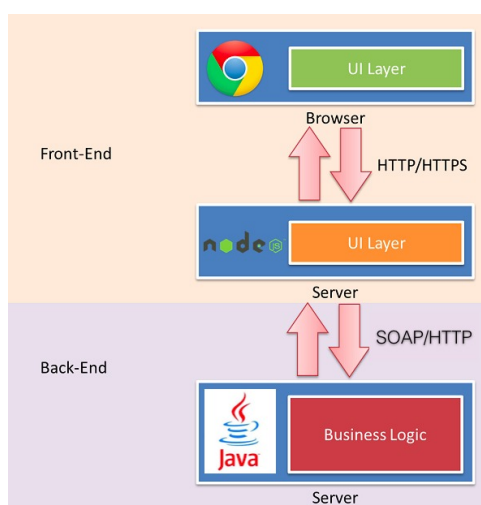 UI Layer
Browser
Front-End
HTTP/HTTPS
node JS
UI Layer
Server
SOAP/HTTP
Back-End
Java
Business Logic
Server